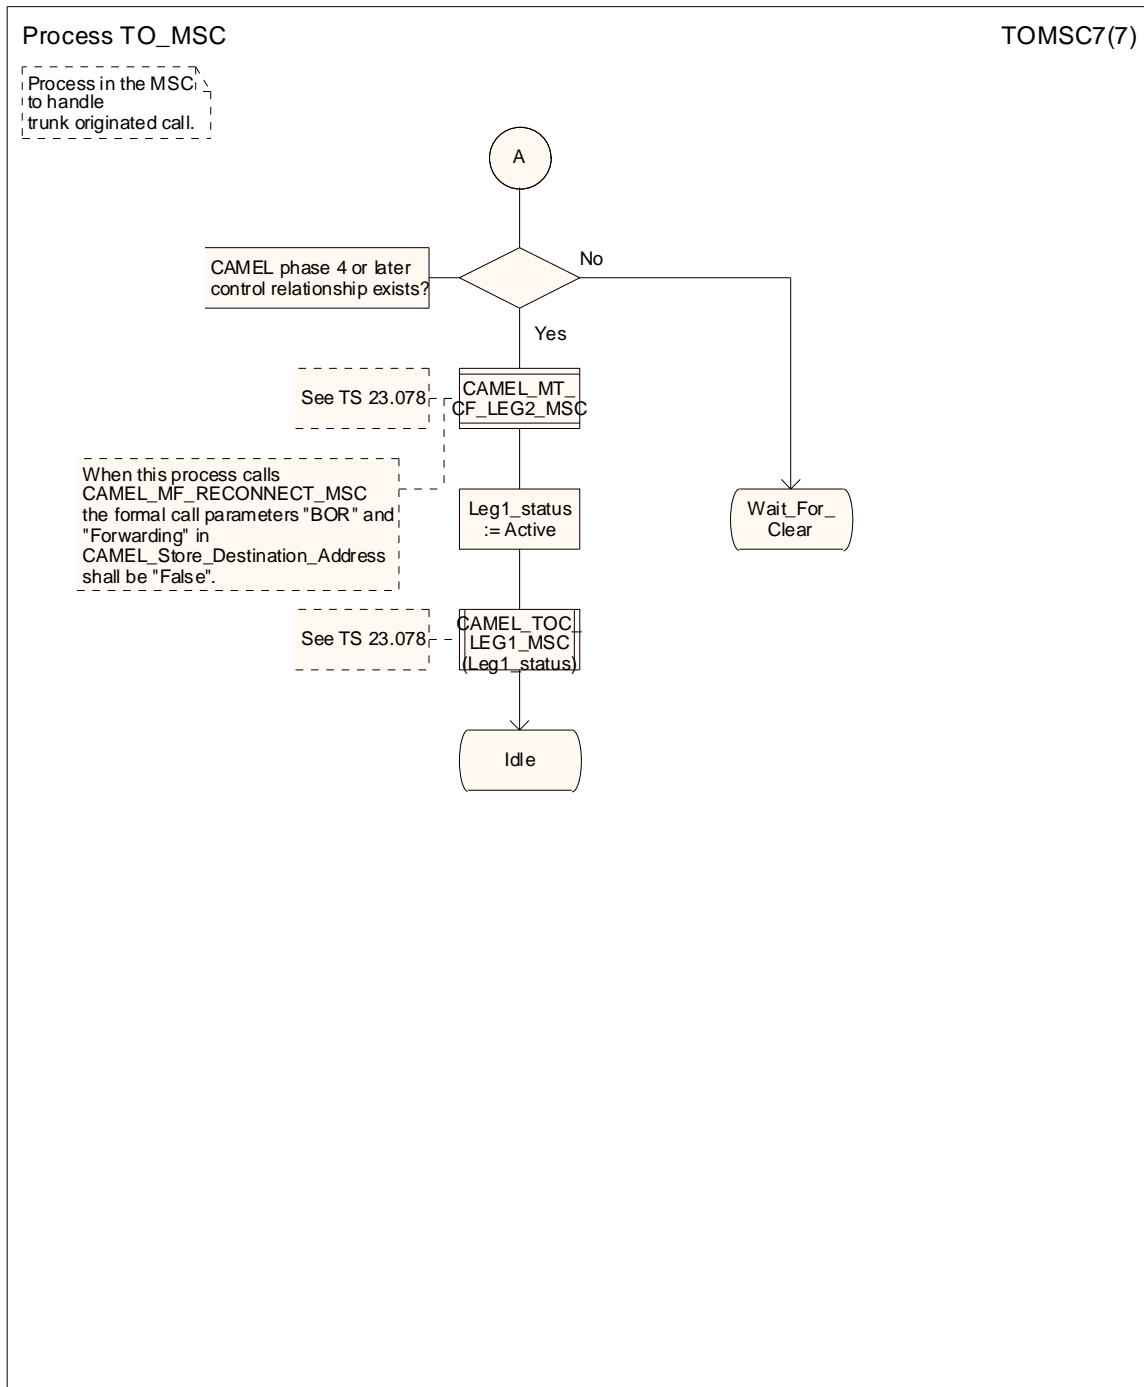 Process TO_MSC
TOMSC7(7)
Process in the MSC
to handle
trunk originated call.
A
CAMEL phase 4 or later
control relationship exists?
No
Yes
See TS 23.078
CAMEL_MT_
CF_LEG2_MSC
When this process calls
CAMEL_MF_RECONNECT_MSC
the formal call parameters "BOR" and
"Forwarding" in
CAMEL_Store_Destination_Address
shall be "False".
Leg1_status
:= Active
Wait_For_
Clear
See TS 23.078
CAMEL_TOC_
LEG1_MSC
(Leg1_status)
Idle